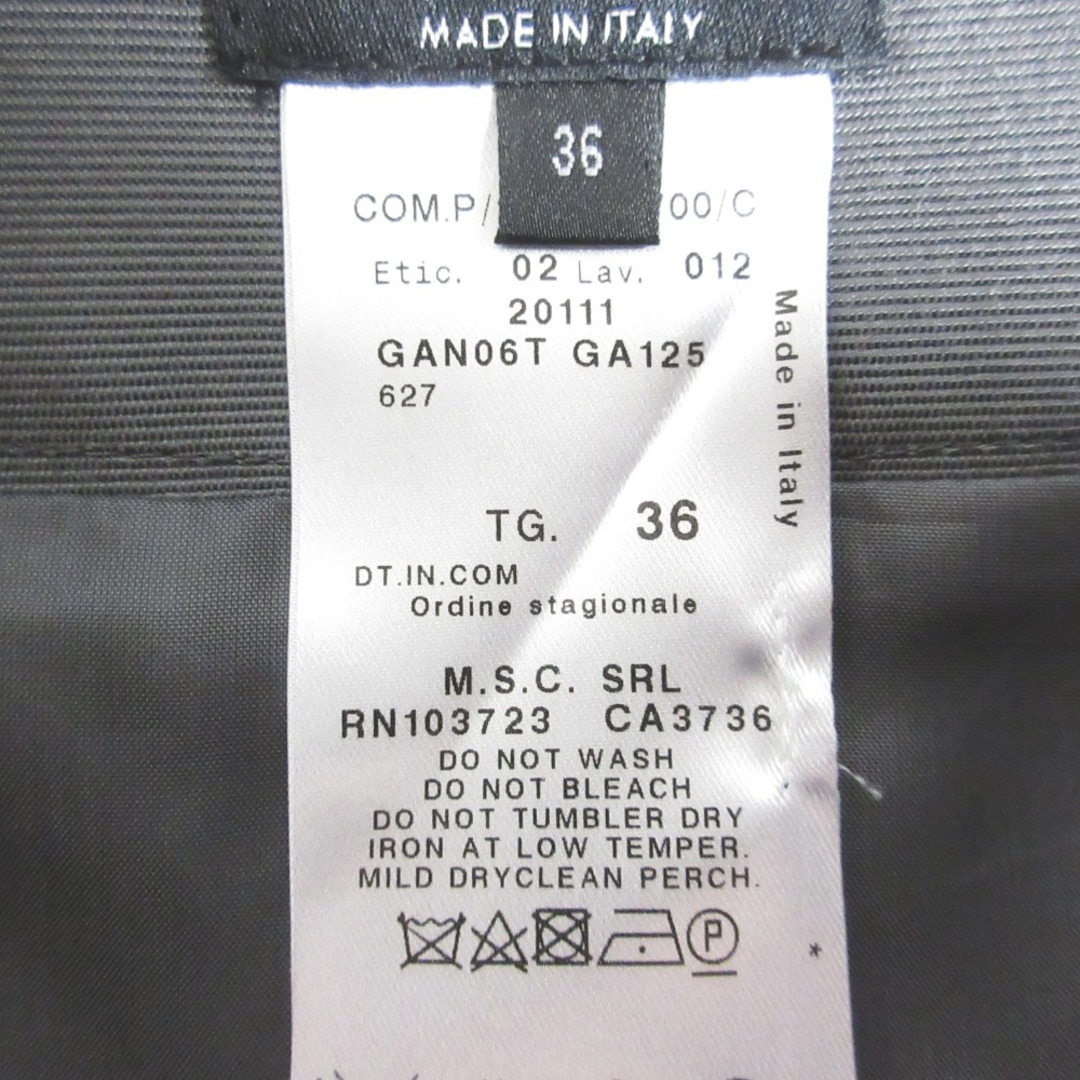 MADE IN ITALY
36
COM.P/ 00/C
Etic. 02 Lav. 012
20111
GAN06T GA125
627
Made in Italy
TG. 36
DT.IN.COM
Ordine stagionale
M.S.C. SRL
RN103723 CA3736
DO NOT WASH
DO NOT BLEACH
DO NOT TUMBLER DRY
IRON AT LOW TEMPER.
MILD DRYCLEAN PERCH.
P
*